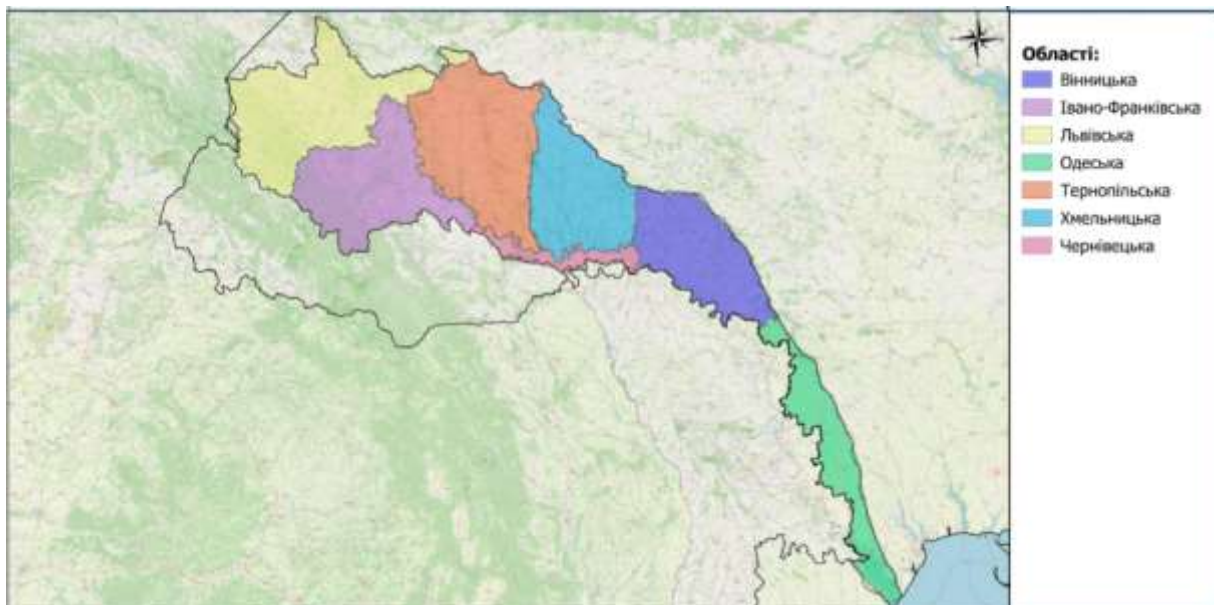 Області:
Вінницька
Івано-Франківська
Львівська
Одеська
Тернопільська
Хмельницька
Чернівецька